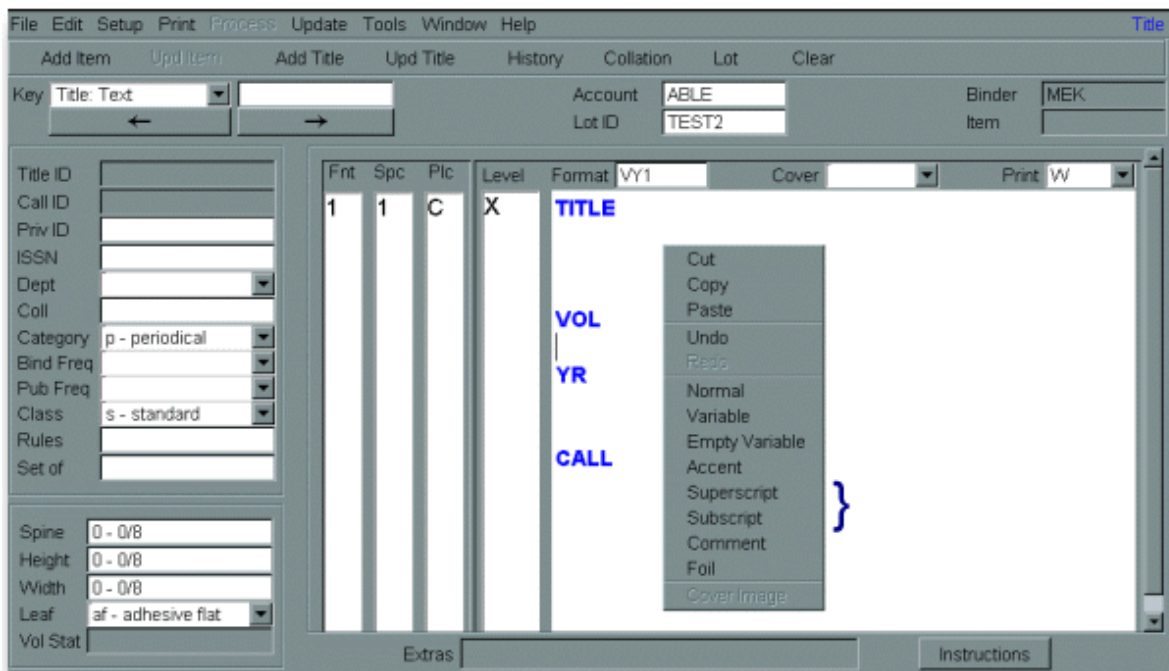 File Edit Setup Print Process Update Tools Window Help Title
Add Item Upd Item Add Title Upd Title History Collation Lot Clear
Key Title: Text Account ABLE Binder MEK
← → Lot ID TEST2 Item
Title ID
Call ID
Priv ID
ISSN
Dept
Coll
Category p - periodical
Bind Freq
Pub Freq
Class s - standard
Rules
Set of
Spine 0 - 0/8
Height 0 - 0/8
Width 0 - 0/8
Leaf af - adhesive flat
Vol Stat
Fnt Spc Plc Level Format VY1 Cover Print W
1 1 C X TITLE
VOL
YR
CALL
Cut
Copy
Paste
Undo
Redo
Normal
Variable
Empty Variable
Accent
Superscript
Subscript
Comment
Foil
Cover Image
}
Extras Instructions